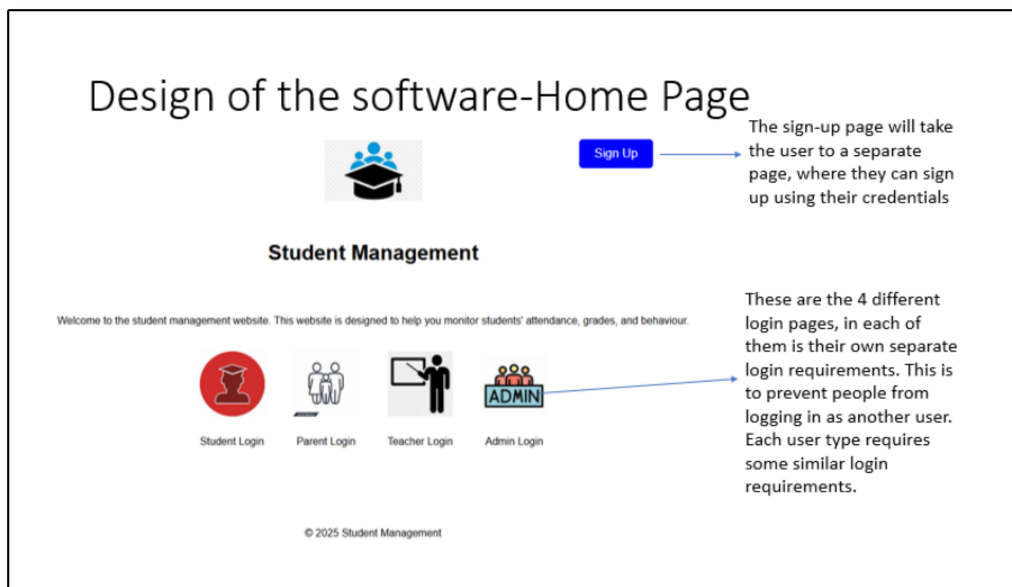 Design of the software-Home Page
Sign Up
The sign-up page will take
the user to a separate
page, where they can sign
up using their credentials
Student Management
Welcome to the student management website. This website is designed to help you monitor students' attendance, grades, and behaviour.
These are the 4 different
login pages, in each of
them is their own separate
login requirements. This is
to prevent people from
logging in as another user.
Each user type requires
some similar login
requirements.
ADMIN
Student Login
Parent Login
Teacher Login
Admin Login
© 2025 Student Management